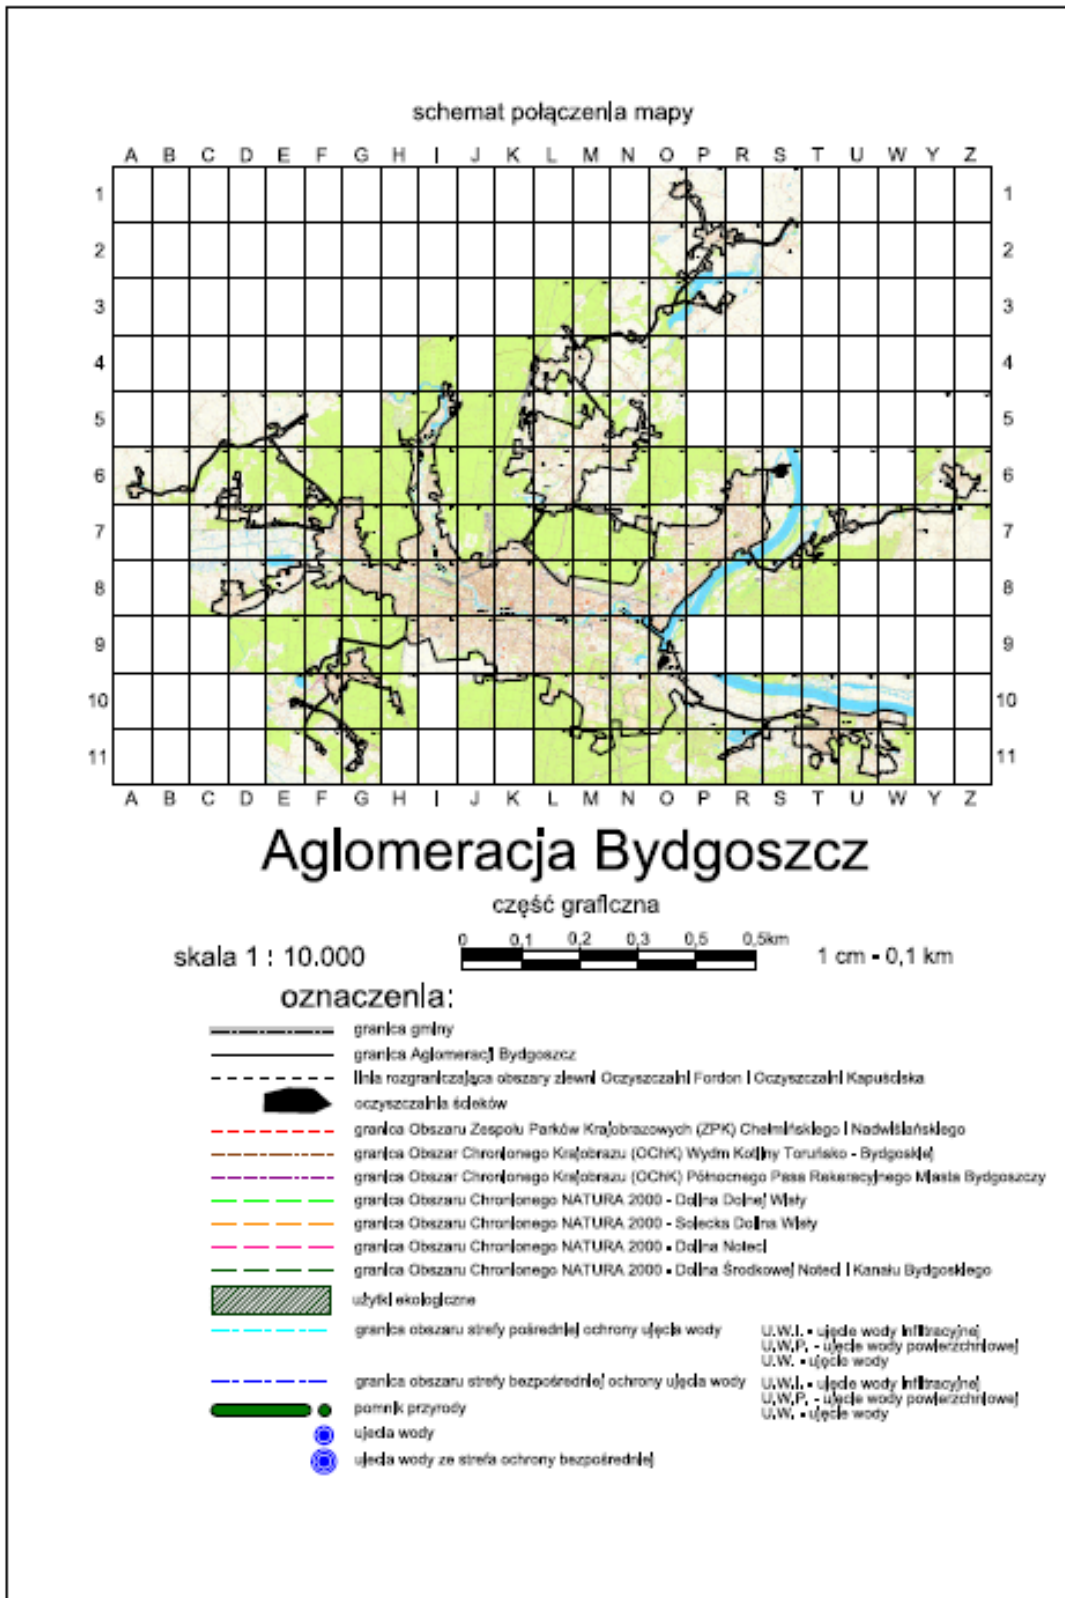 schemat połączenia mapy
A B C D E F G H I J K L M N O P R S T U W Y Z
1 1
2 2
3 3
4 4
5 5
6 6
7 7
8 8
9 9
10 10
11 11
A B C D E F G H I J K L M N O P R S T U W Y Z
Aglomeracja Bydgoszcz
część graficzna
skala 1 : 10.000
0 0,1 0,2 0,3 0,5 0,5km
1 cm - 0,1 km
oznaczenia:
granica gminy
granica Aglomeracji Bydgoszcz
linia rozgraniczająca obszary zlewni Oczyszczalni Fordon i Oczyszczalni Kapuściska
oczyszczalnia ścieków
granica Obszaru Zespołu Parków Krajobrazowych (ZPK) Chełmińskiego i Nadwiślańskiego
granica Obszar Chronionego Krajobrazu (OChK) Wydm Kotliny Toruńsko - Bydgoskiej
granica Obszar Chronionego Krajobrazu (OChK) Północnego Pasa Rekeracyjnego Miasta Bydgoszczy
granica Obszaru Chronionego NATURA 2000 - Dolina Dolnej Wisły
granica Obszaru Chronionego NATURA 2000 - Solecka Dolina Wisły
granica Obszaru Chronionego NATURA 2000 - Dolina Noteci
granica Obszaru Chronionego NATURA 2000 - Dolina Środkowej Noteci i Kanału Bydgoskiego
użytki ekologiczne
granica obszaru strefy pośredniej ochrony ujęcia wody
U.W.I. - ujęcie wody infiltracyjnej
U.W.P. - ujęcie wody powierzchniowej
U.W. - ujęcie wody
granica obszaru strefy bezpośredniej ochrony ujęcia wody
U.W.I. - ujęcie wody infiltracyjnej
U.W.P. - ujęcie wody powierzchniowej
U.W. - ujęcie wody
pomnik przyrody
ujecia wody
ujecia wody ze strefa ochrony bezpośredniej